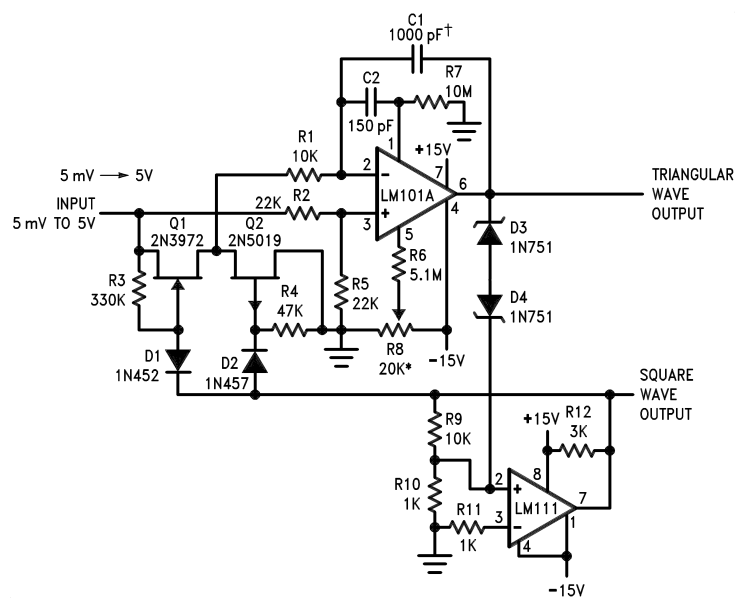 C1
1000 pF†
C2
150 pF
R7
10M
R1
10K
5 mV → 5V
INPUT
5 mV TO 5V
22K
R2
1
+15V
2
−
7
LM101A
6
+
3
4
5
TRIANGULAR
WAVE
OUTPUT
Q1
2N3972
Q2
2N5019
R3
330K
R4
47K
R5
22K
R6
5.1M
R8
20K*
−15V
D3
1N751
D4
1N751
D1
1N452
D2
1N457
SQUARE
WAVE
OUTPUT
R9
10K
+15V
R12
3K
R10
1K
R11
1K
8
2
+
LM111
7
3
−
1
4
−15V